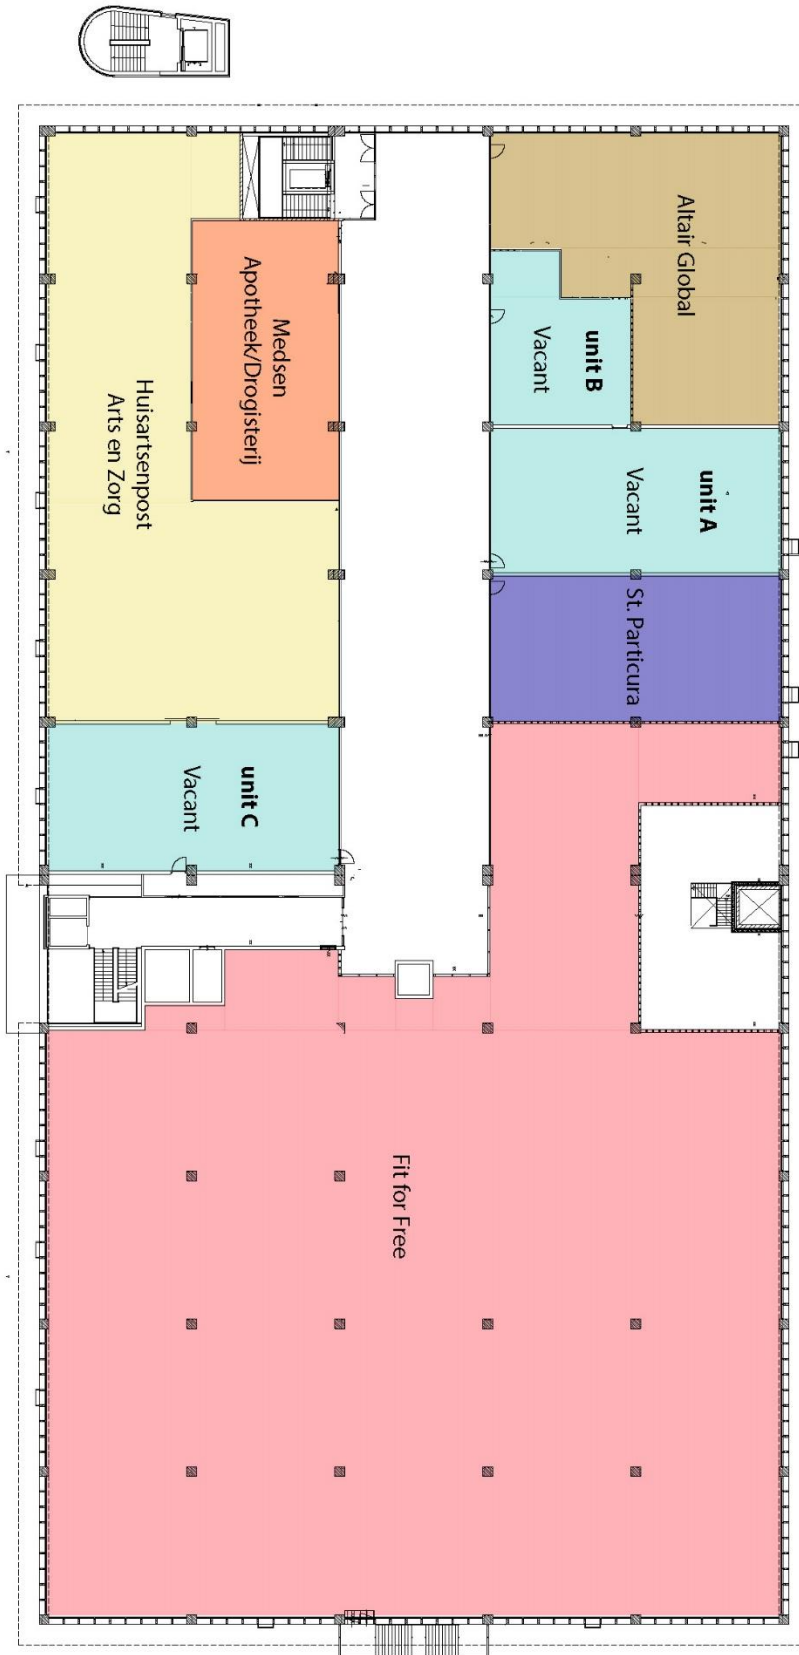 Altair Global
unit B
Vacant
unit A
Vacant
St. Particura
Medsen
Apotheek/Drogisterij
Huisartsenpost
Arts en Zorg
unit C
Vacant
Fit for Free